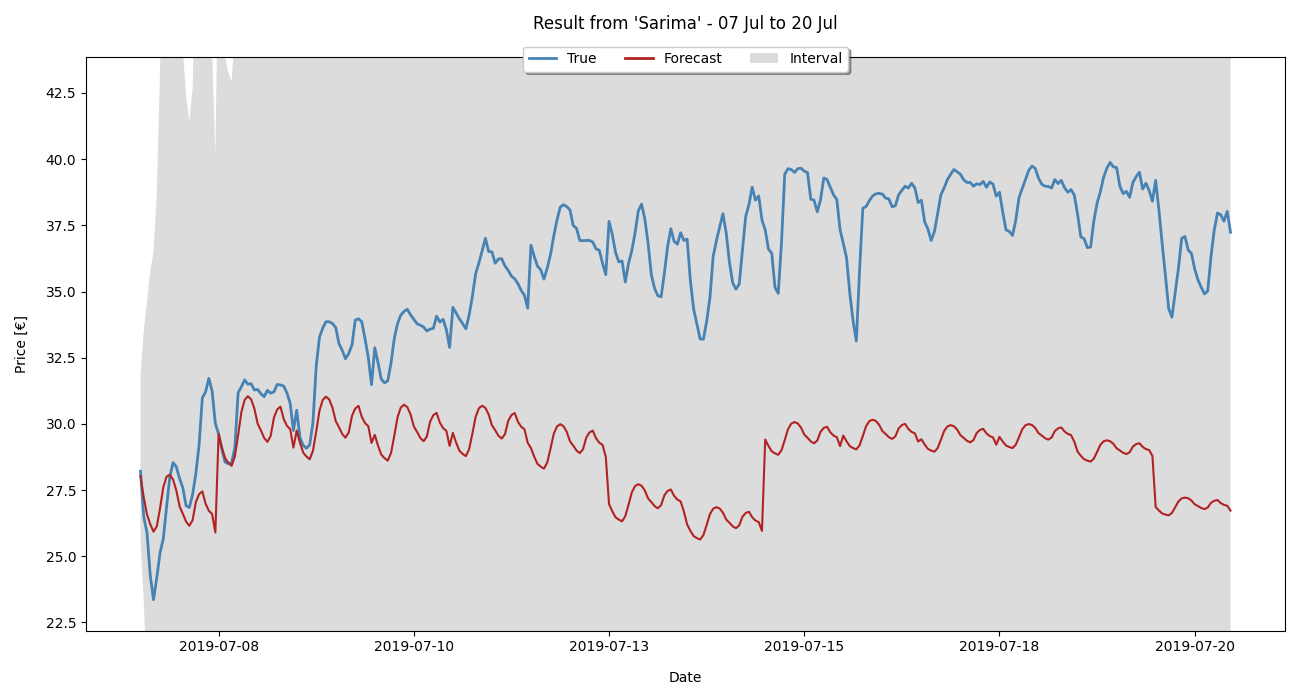 Result from 'Sarima' - 07 Jul to 20 Jul
True Forecast Interval
42.5
40.0
37.5
35.0
32.5
30.0
27.5
25.0
22.5
Price [€]
2019-07-08 2019-07-10 2019-07-13 2019-07-15 2019-07-18 2019-07-20
Date